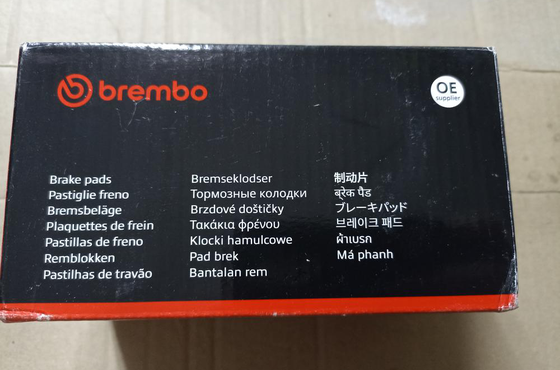 brembo
OE
supplier
Brake pads
Pastiglie freno
Bremsbeläge
Plaquettes de frein
Pastillas de freno
Remblokken
Pastilhas de travão
Bremseklodser
Тормозные колодки
Brzdové doštičky
Τακάκια φρένου
Klocki hamulcowe
Pad brek
Bantalan rem
制动片
ब्रेक पैड
ブレーキパッド
브레이크 패드
ผ้าเบรก
Má phanh